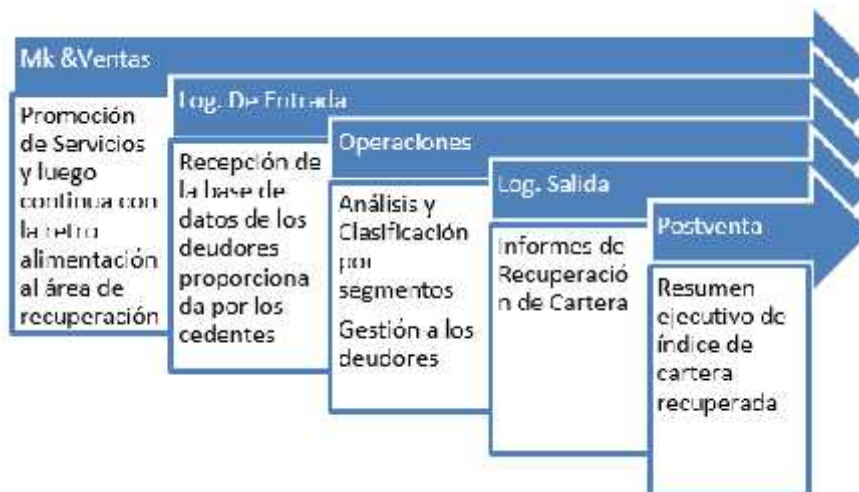 Mk &Ventas
Promoción
de Servicios
y luego
continua con
la retro
alimentación
al área de
recuperación
Log. De Entrada
Recepción de
la base de
datos de los
deudores
proporciona
da por los
cedentes
Operaciones
Análisis y
Clasificación
por
segmentos
Gestión a los
deudores
Log. Salida
Informes de
Recuperació
n de Cartera
Postventa
Resumen
ejecutivo de
índice de
cartera
recuperada